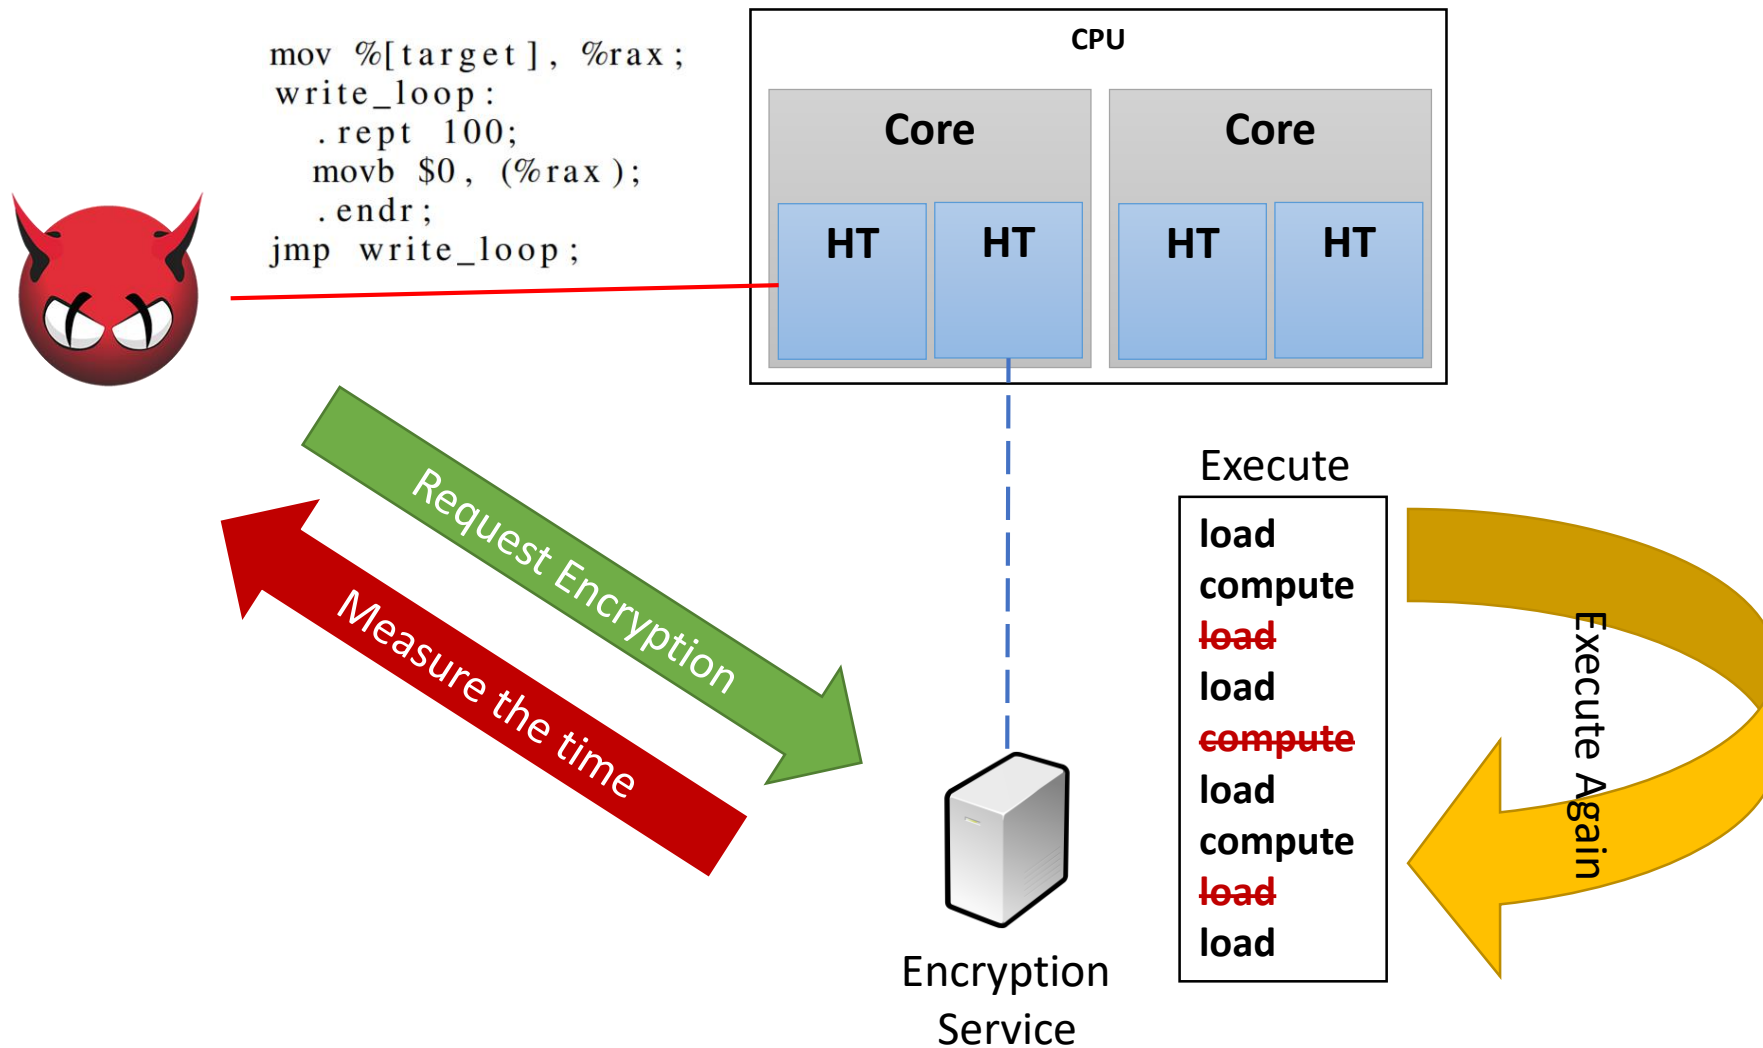 mov %[target], %rax;
write_loop:
.rept 100;
movb $0, (%rax);
.endr;
jmp write_loop;
CPU
Core
Core
HT
HT
HT
HT
Request Encryption
Measure the time
Execute
load
compute
load
load
compute
load
compute
load
load
Execute Again
Encryption
Service